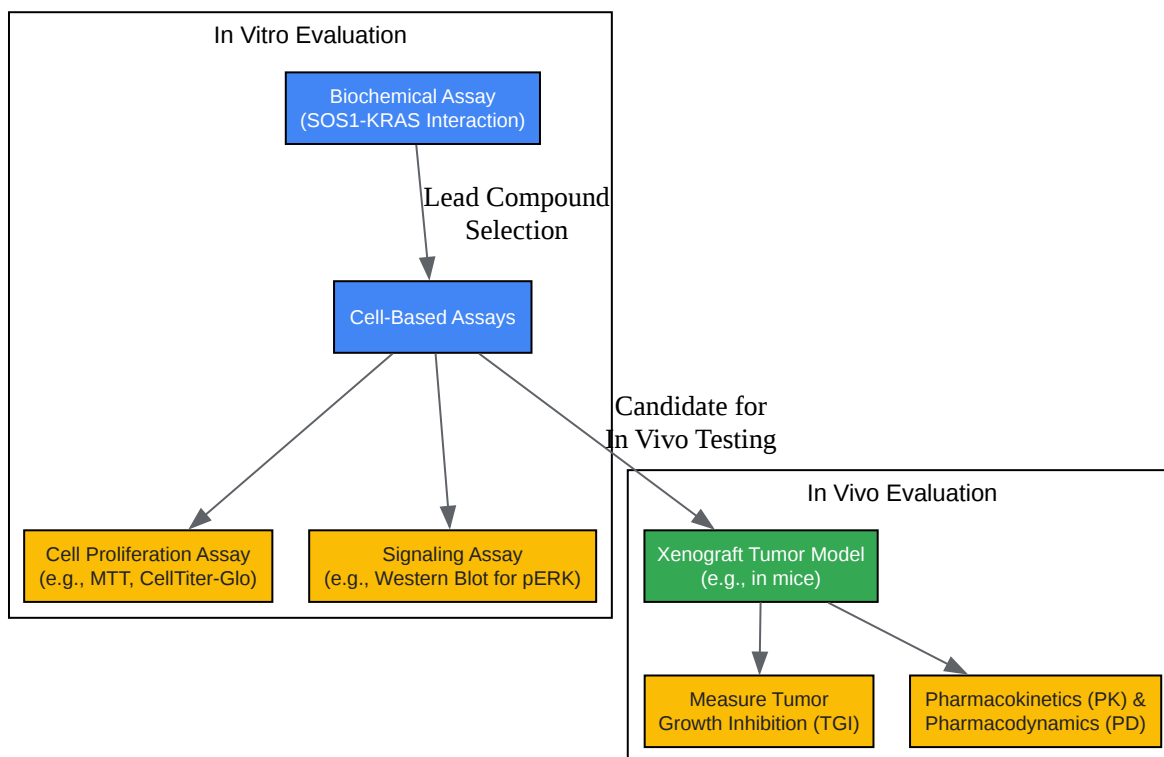 In Vitro Evaluation
Biochemical Assay
(SOS1-KRAS Interaction)
Lead Compound
Selection
Cell-Based Assays
Candidate for
In Vivo Testing
Cell Proliferation Assay
(e.g., MTT, CellTiter-Glo)
Signaling Assay
(e.g., Western Blot for pERK)
In Vivo Evaluation
Xenograft Tumor Model
(e.g., in mice)
Measure Tumor
Growth Inhibition (TGI)
Pharmacokinetics (PK) &
Pharmacodynamics (PD)